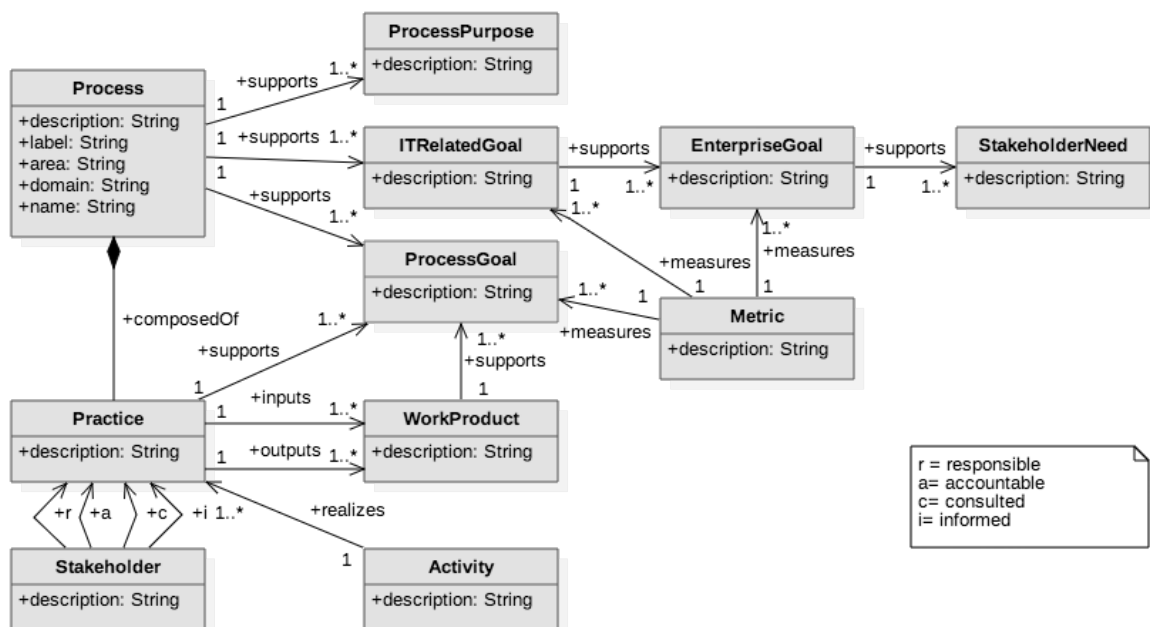 ProcessPurpose
+description: String
Process
+description: String
+label: String
+area: String
+domain: String
+name: String
+supports
1
1..*
+supports
1
1..*
+supports
1
1..*
ITRelatedGoal
+description: String
+supports
1
1..*
EnterpriseGoal
+description: String
+supports
1
1..*
StakeholderNeed
+description: String
ProcessGoal
+description: String
1..*
+measures
1
1..*
+measures
1
1..*
+measures
1
Metric
+description: String
+composedOf
1..*
+supports
1
1..*
+supports
1
Practice
+description: String
+inputs
1
1..*
+outputs
1
1..*
WorkProduct
+description: String
+r
+a
+c
+i
1..*
+realizes
1
Stakeholder
+description: String
Activity
+description: String
r = responsible
a= accountable
c= consulted
i= informed